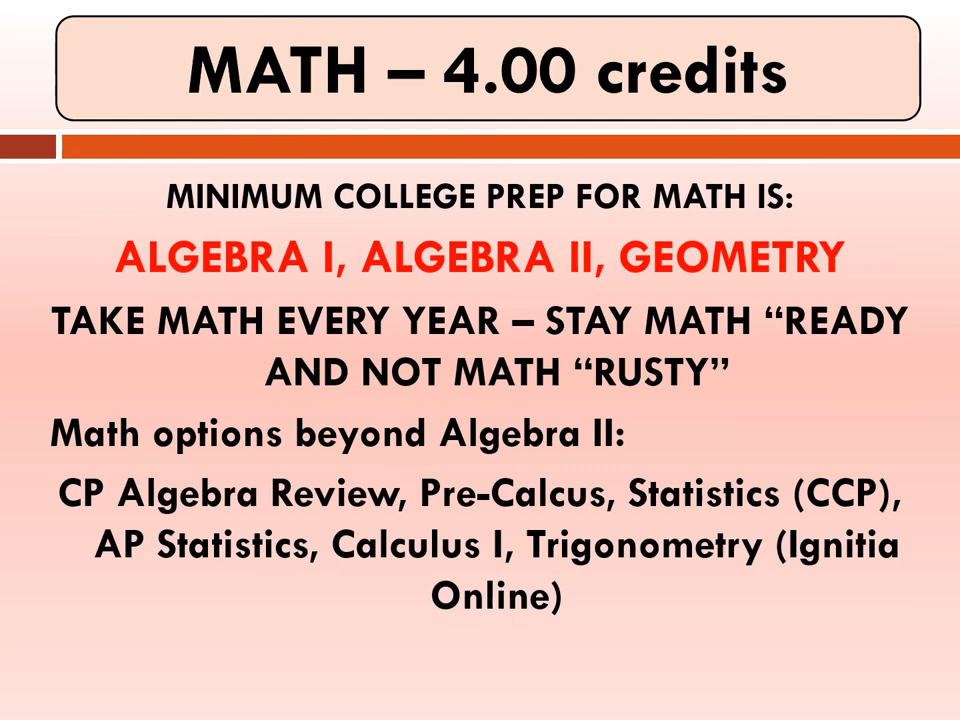 MATH – 4.00 credits
MINIMUM COLLEGE PREP FOR MATH IS:
ALGEBRA I, ALGEBRA II, GEOMETRY
TAKE MATH EVERY YEAR – STAY MATH “READY
AND NOT MATH “RUSTY”
Math options beyond Algebra II:
CP Algebra Review, Pre-Calcus, Statistics (CCP),
AP Statistics, Calculus I, Trigonometry (Ignitia
Online)